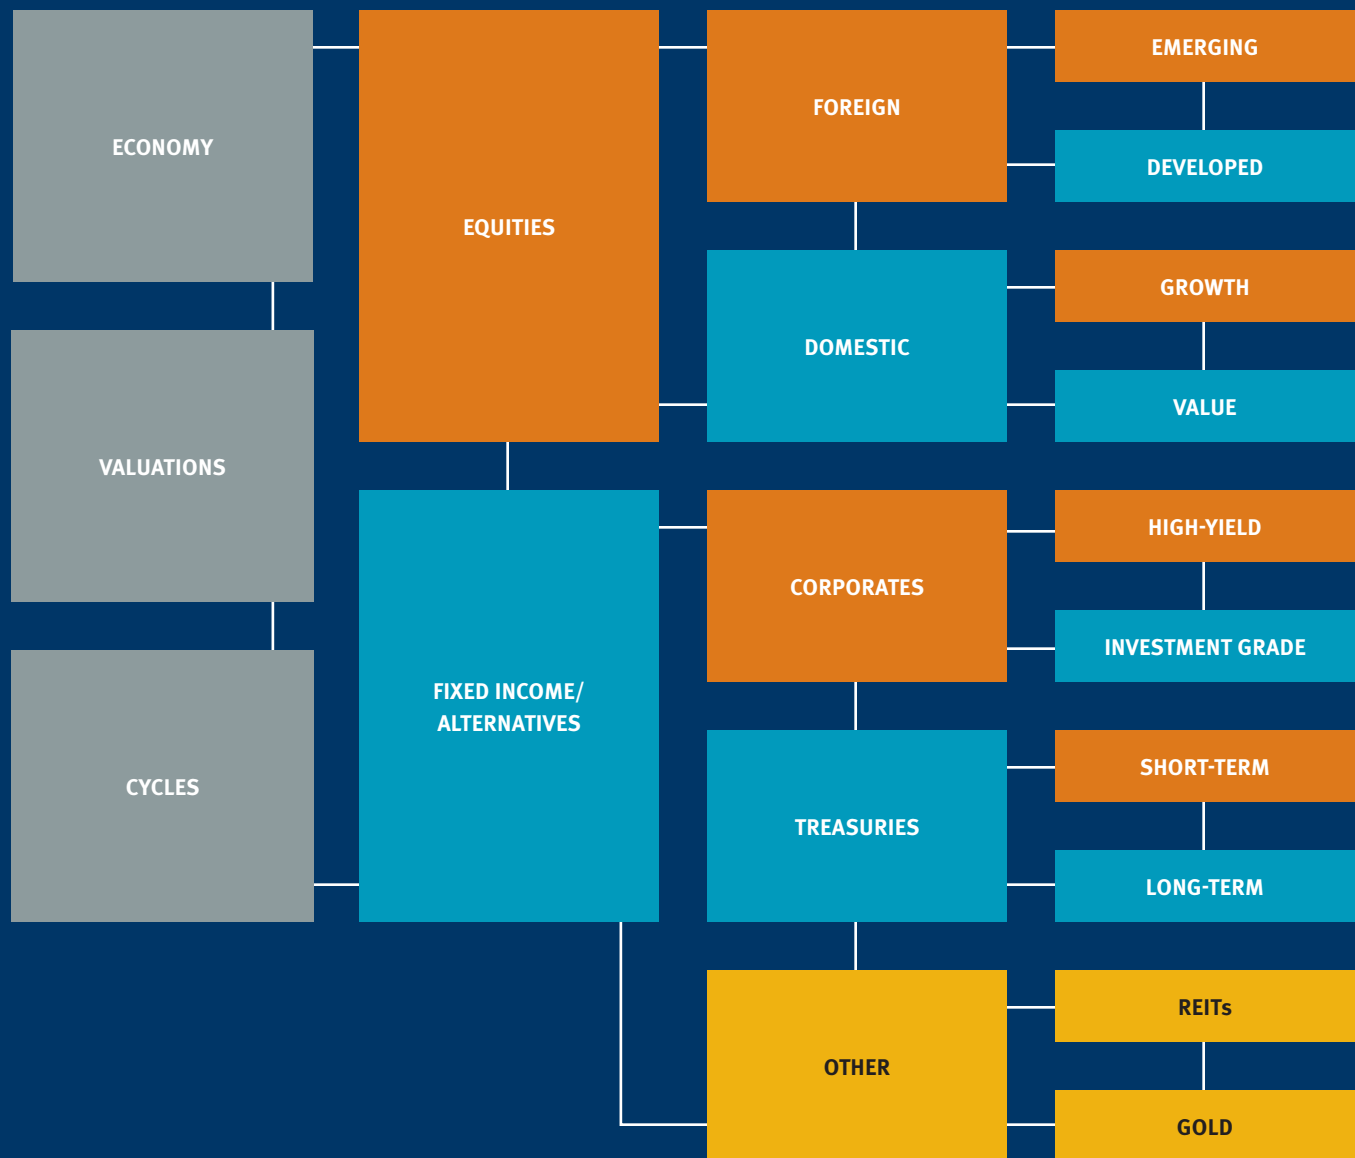 ECONOMY
VALUATIONS
CYCLES
EQUITIES
FIXED INCOME/
ALTERNATIVES
FOREIGN
DOMESTIC
CORPORATES
TREASURIES
OTHER
EMERGING
DEVELOPED
GROWTH
VALUE
HIGH-YIELD
INVESTMENT GRADE
SHORT-TERM
LONG-TERM
REITs
GOLD